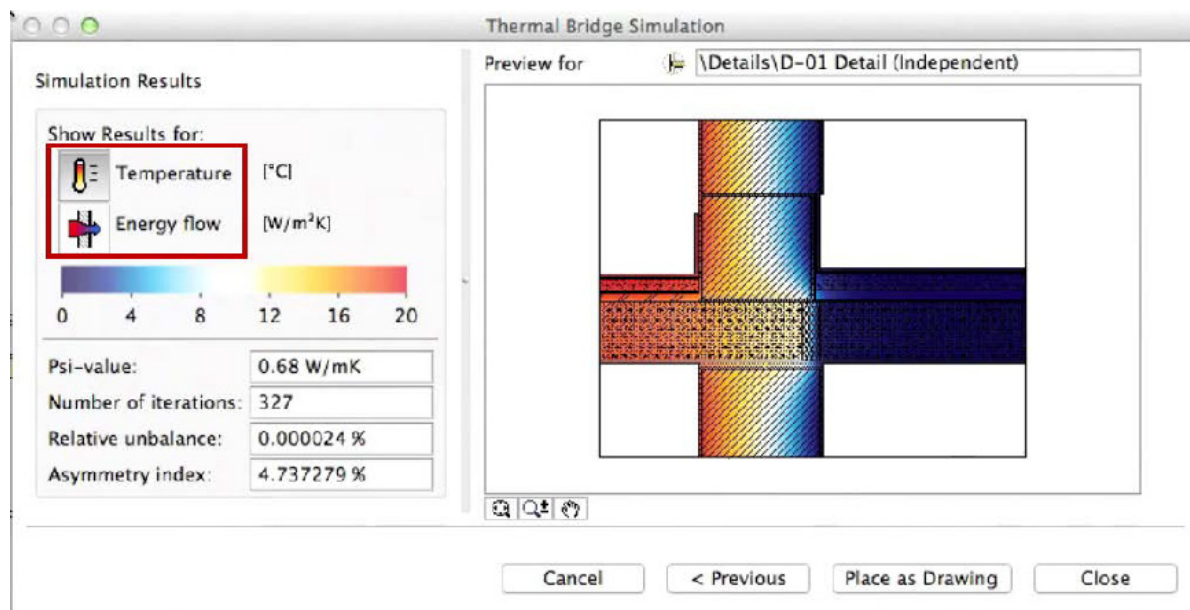 Thermal Bridge Simulation
Simulation Results
Show Results for:
Temperature [°C]
Energy flow [W/m²K]
0 4 8 12 16 20
Psi-value: 0.68 W/mK
Number of iterations: 327
Relative unbalance: 0.000024 %
Asymmetry index: 4.737279 %
Preview for \Details\D-01 Detail (Independent)
Cancel < Previous Place as Drawing Close